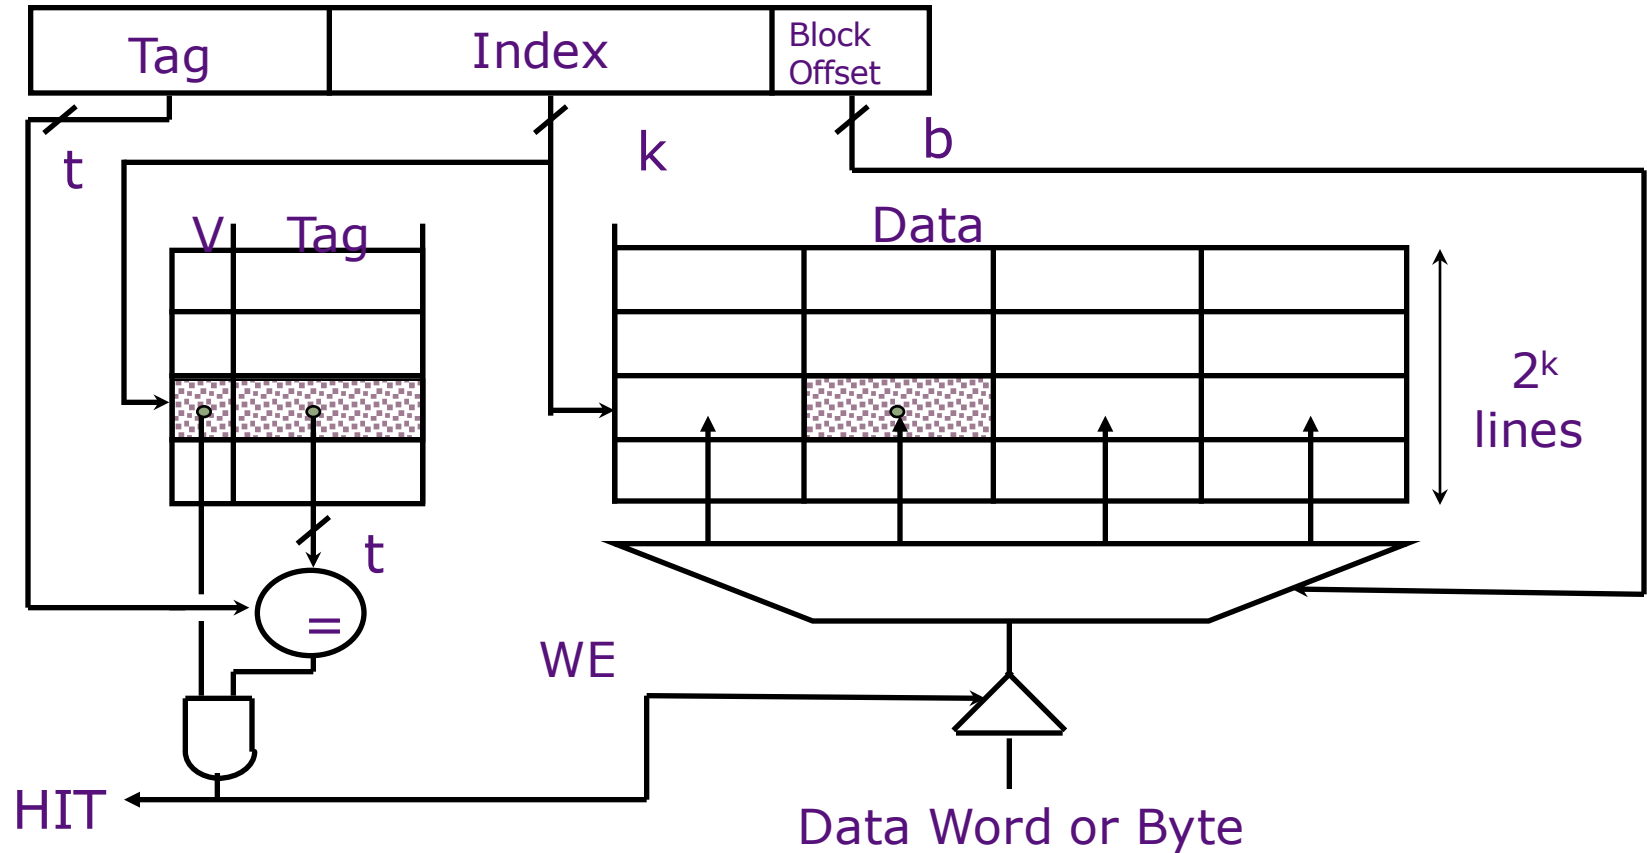 Tag
Index
Block
Offset
t
k
b
V
Tag
Data
2ᵏ
lines
t
=
WE
HIT
Data Word or Byte